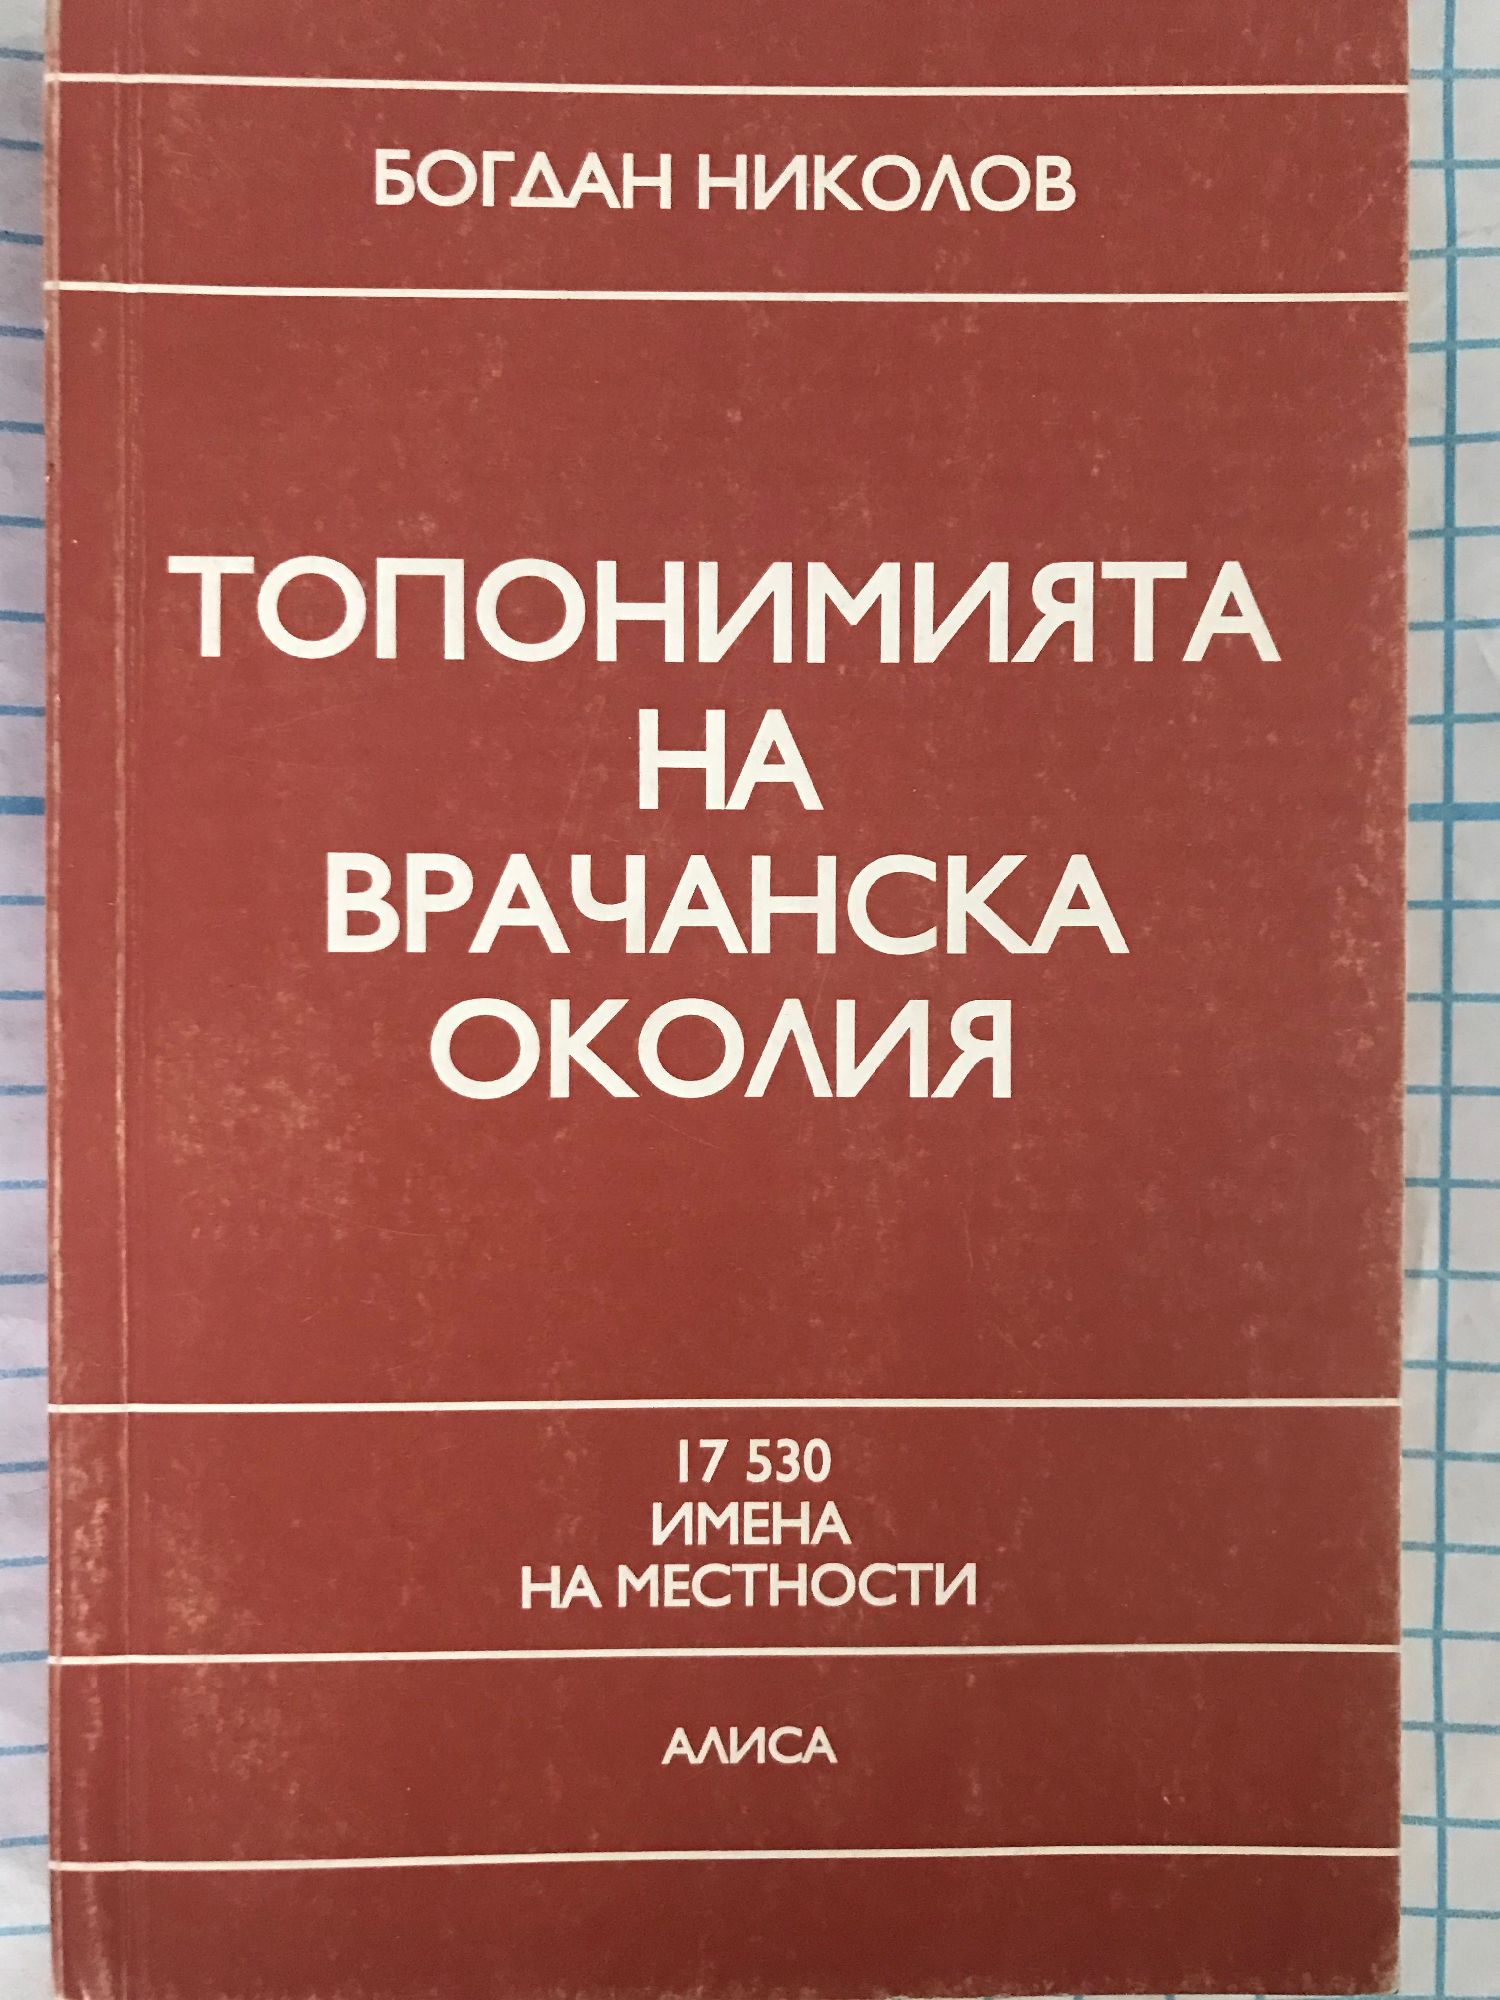 БОГДАН НИКОЛОВ
ТОПОНИМИЯТА
НА
ВРАЧАНСКА
ОКОЛИЯ
17 530
ИМЕНА
НА МЕСТНОСТИ
АЛИСА